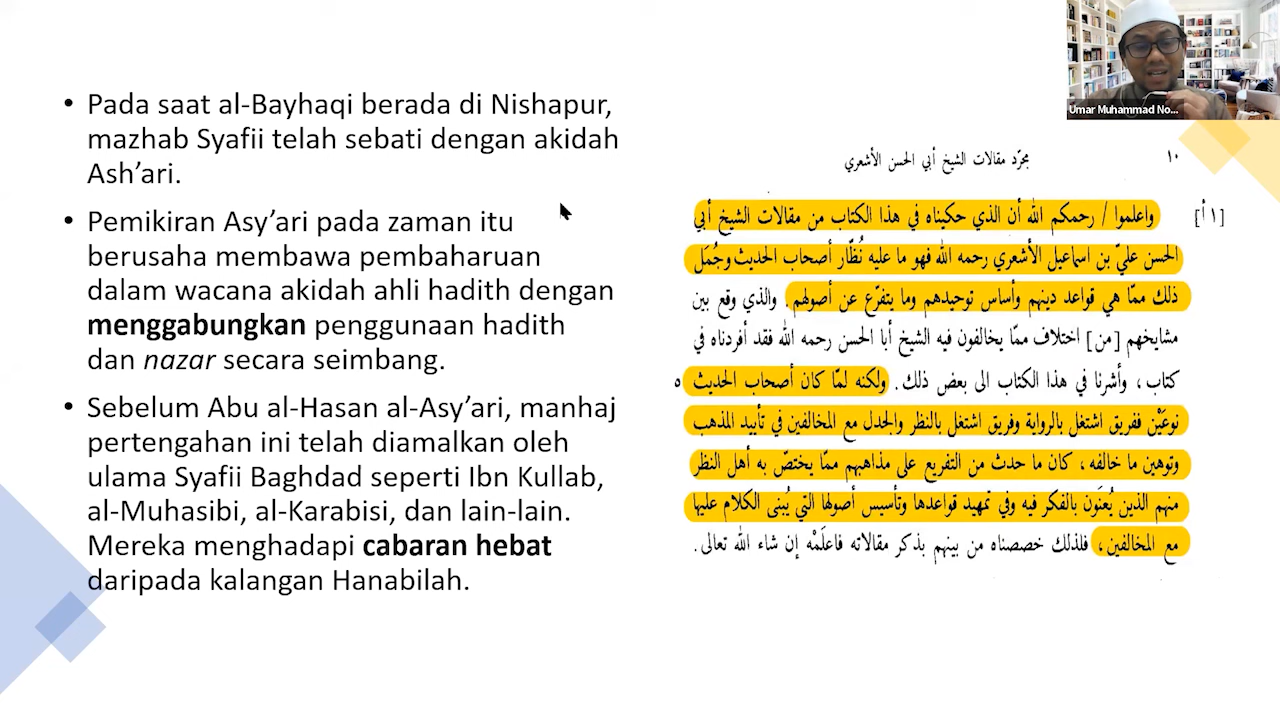 • Pada saat al-Bayhaqi berada di Nishapur,
mazhab Syafii telah sebati dengan akidah
Ash’ari.
• Pemikiran Asy’ari pada zaman itu
berusaha membawa pembaharuan
dalam wacana akidah ahli hadith dengan
menggabungkan penggunaan hadith
dan nazar secara seimbang.
• Sebelum Abu al-Hasan al-Asy’ari, manhaj
pertengahan ini telah diamalkan oleh
ulama Syafii Baghdad seperti Ibn Kullab,
al-Muhasibi, al-Karabisi, dan lain-lain.
Mereka menghadapi cabaran hebat
daripada kalangan Hanabilah.
Umar Muhammad No...
١٠ مجرّد مقالات الشيخ أبي الحسن الأشعري
[١ أ] واعلموا / رحمكم الله أن الذي حكيناه في هذا الكتاب من مقالات الشيخ أبي
الحسن عليّ بن اسماعيل الأشعري رحمه الله فهو ما عليه نُظّار أصحاب الحديث وجُمَل
ذلك ممّا هي قواعد دينهم وأساس توحيدهم وما يتفرّع عن أصولهم. والذي وقع بين
مشايخهم [من] اختلاف ممّا يخالفون فيه الشيخ أبا الحسن رحمه الله فقد أفردناه في
كتاب، وأشرنا في هذا الكتاب الى بعض ذلك. ولكنه لمّا كان أصحاب الحديث ٥
نوعَيْن ففريق اشتغل بالرواية وفريق اشتغل بالنظر والجدل مع المخالفين في تأييد المذهب
وتوهين ما خالفه، كان ما حدث من التفريع على مذاهبهم ممّا يختصّ به أهل النظر
منهم الذين يُعنَون بالفكر فيه وفي تمهيد قواعدها وتأسيس أصولها التي يُبنى الكلام عليها
مع المخالفين، فلذلك خصصناه من بينهم بذكر مقالاته فاعلَمْه إن شاء الله تعالى.